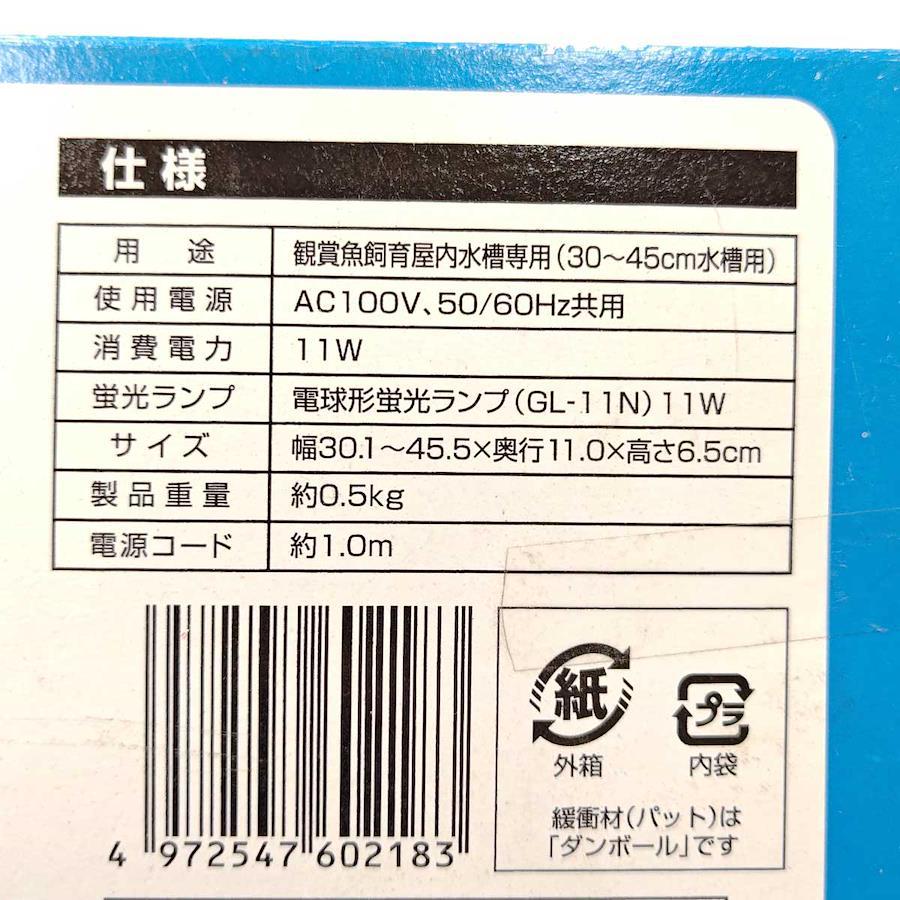 仕様
用途 観賞魚飼育屋内水槽専用(30〜45cm水槽用)
使用電源 AC100V、50/60Hz共用
消費電力 11W
蛍光ランプ 電球形蛍光ランプ(GL-11N)11W
サイズ 幅30.1〜45.5×奥行11.0×高さ6.5cm
製品重量 約0.5kg
電源コード 約1.0m
4 972547 602183
紙
外箱
プラ
内袋
緩衝材(パット)は
「ダンボール」です